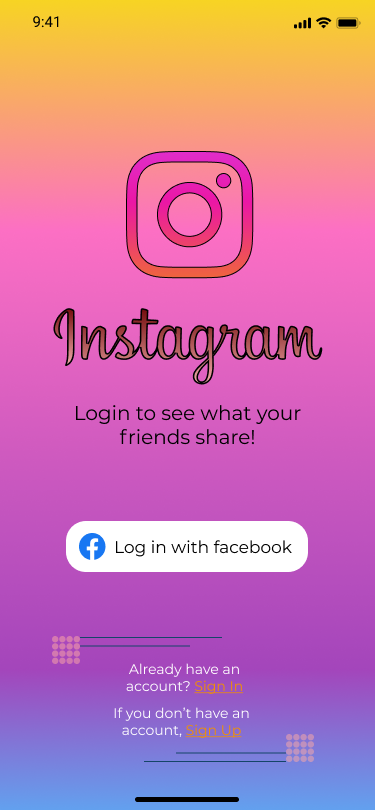 9:41
Instagram
Login to see what your
friends share!
Log in with facebook
Already have an
account? Sign In
If you don’t have an
account, Sign Up